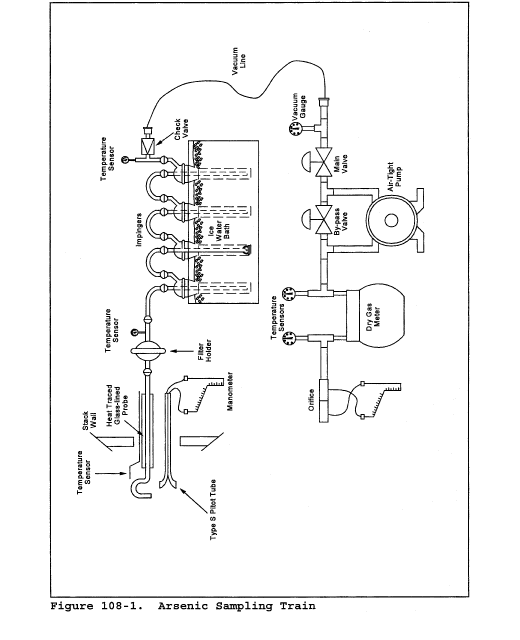 Vacuum
Line
Temperature
Sensor
Check
Valve
Vacuum
Gauge
Impingers
Ice
Water
Bath
Main
Valve
Air-Tight
Pump
By-pass
Valve
Temperature
Sensor
Filter
Holder
Temperature
Sensors
Dry Gas
Meter
Stack
Wall
Heat Traced
Glass-lined
Probe
Manometer
Orifice
Temperature
Sensor
Type S Pitot Tube
Figure 108-1. Arsenic Sampling Train